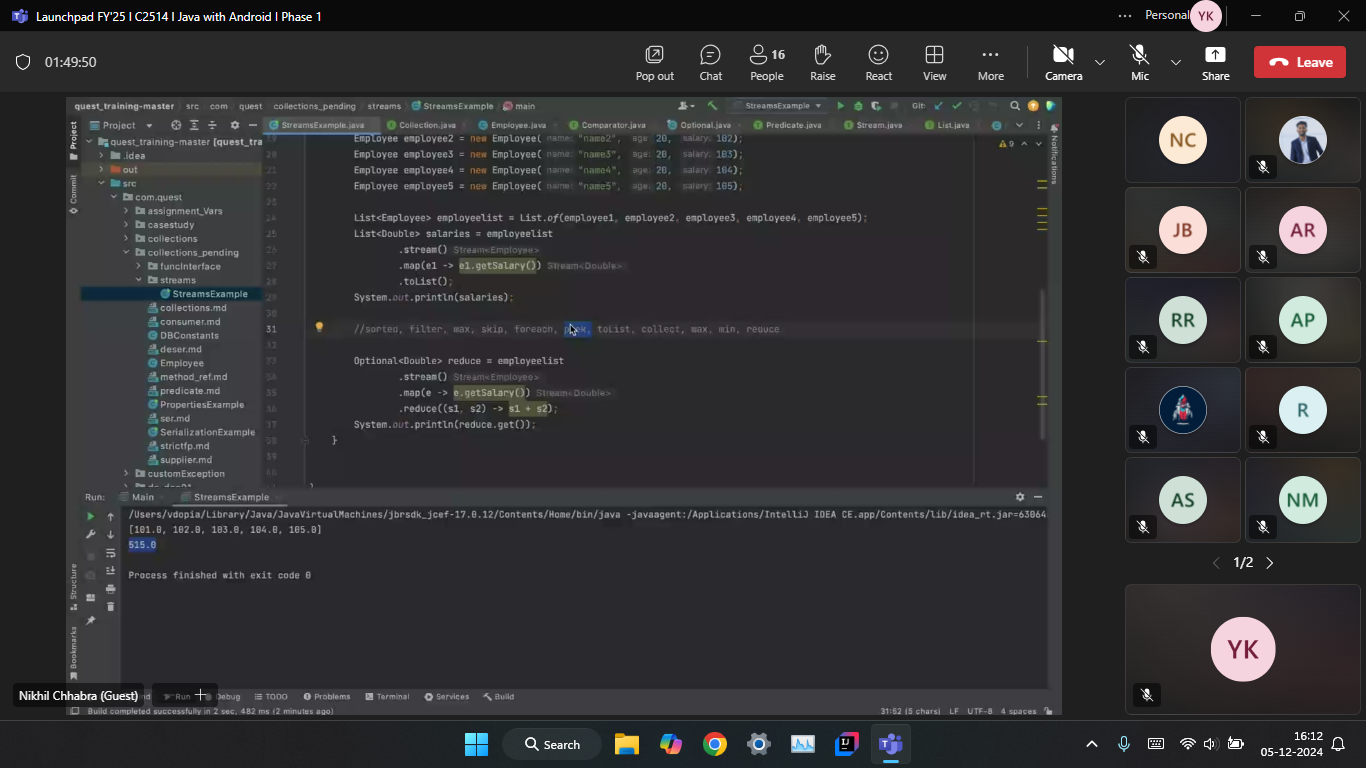 Launchpad FY'25 | C2514 | Java with Android | Phase 1
Personal
YK
01:49:50
Pop out
Chat
16
People
Raise
React
View
More
Camera
Mic
Share
Leave
quest_training-master
src
com
quest
collections_pending
streams
StreamsExample
main
StreamsExample
Git:
Project
StreamsExample.java
Collection.java
Employee.java
Comparator.java
Optional.java
Predicate.java
Stream.java
List.java
Project
Commit
Structure
Bookmarks
Notifications
quest_training-master [quest_tra
.idea
out
src
com.quest
assignment_Vars
casestudy
collections
collections_pending
funcInterface
streams
StreamsExample
collections.md
consumer.md
DBConstants
deser.md
Employee
method_ref.md
predicate.md
PropertiesExample
ser.md
SerializationExample
strictfp.md
supplier.md
customException
9
Employee employee2 = new Employee( name: "name2", age: 20, salary: 102);
Employee employee3 = new Employee( name: "name3", age: 20, salary: 103);
Employee employee4 = new Employee( name: "name4", age: 20, salary: 104);
Employee employee5 = new Employee( name: "name5", age: 20, salary: 105);
List<Employee> employeelist = List.of(employee1, employee2, employee3, employee4, employee5);
List<Double> salaries = employeelist
.stream() Stream<Employee>
.map(e1 -> e1.getSalary()) Stream<Double>
.toList();
System.out.println(salaries);
31
//sorted, filter, max, skip, foreach, peek, toList, collect, max, min, reduce
Optional<Double> reduce = employeelist
.stream() Stream<Employee>
.map(e -> e.getSalary()) Stream<Double>
.reduce((s1, s2) -> s1 + s2);
System.out.println(reduce.get());
}
Run:
Main
StreamsExample
/Users/vdopia/Library/Java/JavaVirtualMachines/jbrsdk_jcef-17.0.12/Contents/Home/bin/java -javaagent:/Applications/IntelliJ IDEA CE.app/Contents/lib/idea_rt.jar=63064
[101.0, 102.0, 103.0, 104.0, 105.0]
515.0
Process finished with exit code 0
Nikhil Chhabra (Guest)
Run
Debug
TODO
Problems
Terminal
Services
Build
Build completed successfully in 2 sec, 482 ms (2 minutes ago)
31:52 (5 chars)
LF
UTF-8
4 spaces
NC
JB
AR
RR
AP
R
AS
NM
1/2
YK
Search
16:12
05-12-2024